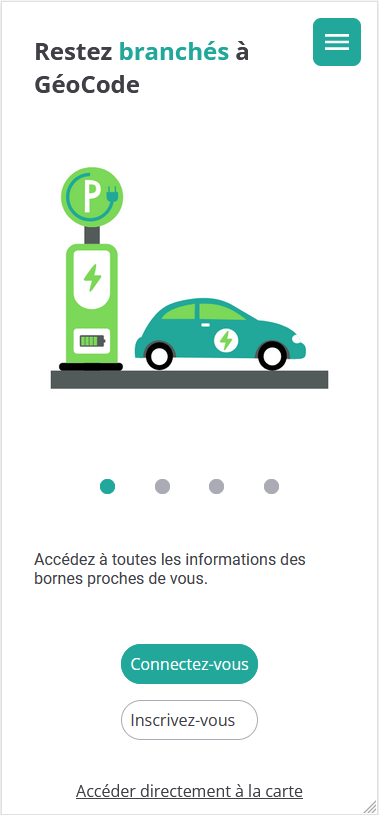 Restez branchés à
GéoCode
P
Accédez à toutes les informations des
bornes proches de vous.
Connectez-vous
Inscrivez-vous
Accéder directement à la carte